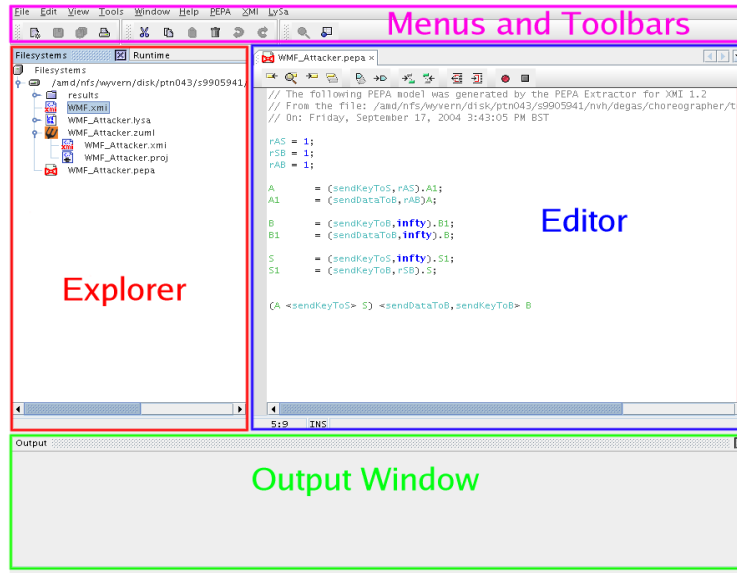 File Edit View Tools Window Help PEPA XMI LySa
Menus and Toolbars
Filesystems
Runtime
Filesystems
/amd/nfs/wyvern/disk/ptn043/s9905941/
results
WMF.xmi
WMF_Attacker.lysa
WMF_Attacker.zuml
WMF_Attacker.xmi
WMF_Attacker.proj
WMF_Attacker.pepa
Explorer
WMF_Attacker.pepa
// The following PEPA model was generated by the PEPA Extractor for XMI 1.2
// From the file: /amd/nfs/wyvern/disk/ptn043/s9905941/nvh/degas/choreographer/t
// On: Friday, September 17, 2004 3:43:05 PM BST
rAS = 1;
rSB = 1;
rAB = 1;
A = (sendKeyToS,rAS).A1;
A1 = (sendDataToB,rAB)A;
B = (sendKeyToB,infty).B1;
B1 = (sendDataToB,infty).B;
S = (sendKeyToS,infty).S1;
S1 = (sendKeyToB,rSB).S;
(A <sendKeyToS> S) <sendDataToB,sendKeyToB> B
Editor
5:9 INS
Output
Output Window